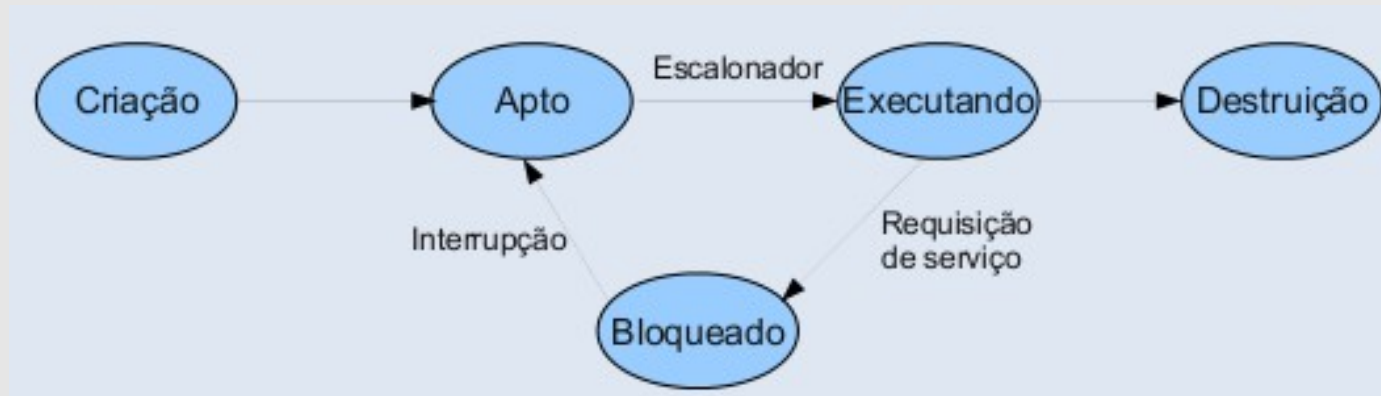 Escalonador
Criação
Apto
Executando
Destruição
Interrupção
Requisição
de serviço
Bloqueado